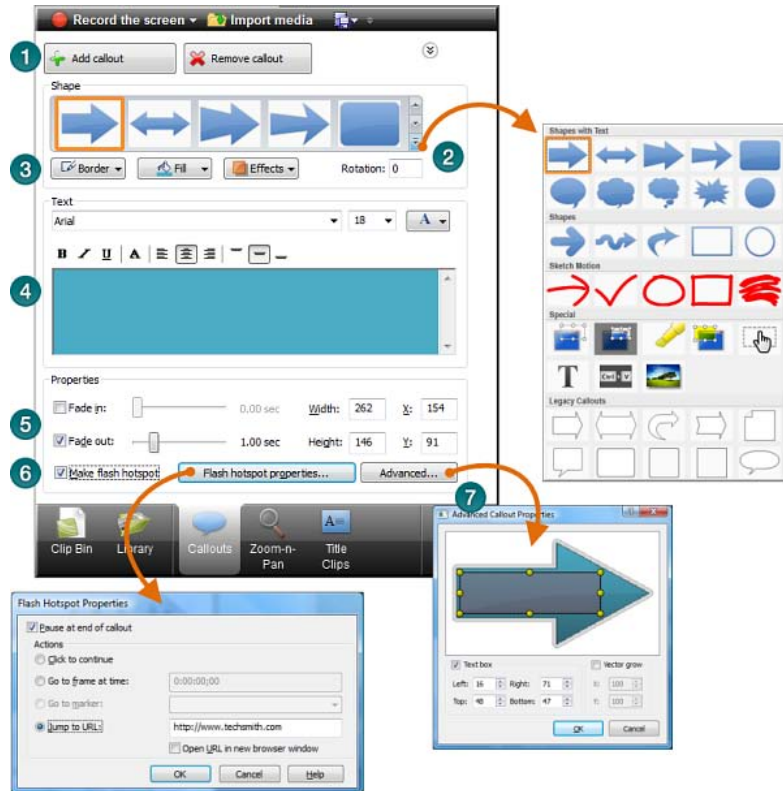 Record the screen Import media
1 Add callout Remove callout
Shape
2
3 Border Fill Effects Rotation: 0
Text
Arial 18 A
B I U A
4
Properties
Fade in: 0.00 sec Width: 262 X: 154
5
Fade out: 1.00 sec Height: 146 Y: 91
6 Make flash hotspot Flash hotspot properties... Advanced...
Clip Bin Library Callouts Zoom-n-Pan Title Clips
Shapes with Text
Shapes
Sketch Motion
Special
T Ctrl + V
Legacy Callouts
7
Advanced Callout Properties
Text box Vector grow
Left: 16 Right: 71 X: 100
Top: 48 Bottom: 47 Y: 100
OK Cancel
Flash Hotspot Properties
Pause at end of callout
Actions
Click to continue
Go to frame at time: 0:00:00;00
Go to marker:
Jump to URL: http://www.techsmith.com
Open URL in new browser window
OK Cancel Help